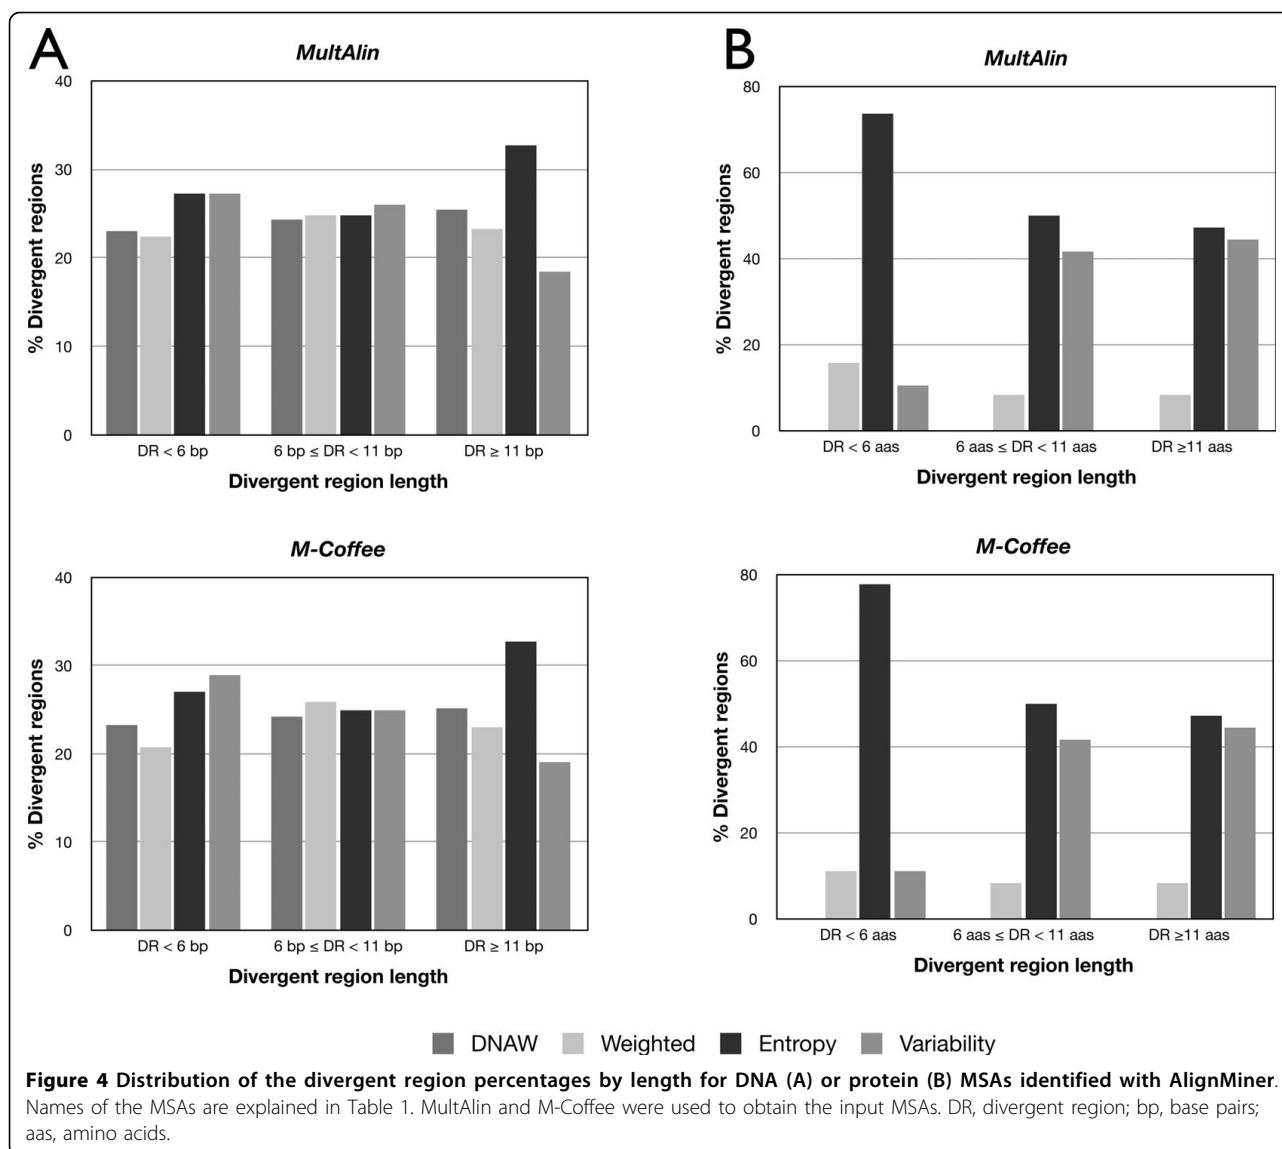 A
MultAlin
% Divergent regions
40
30
20
10
0
DR < 6 bp
6 bp ≤ DR < 11 bp
DR ≥ 11 bp
Divergent region length
B
MultAlin
% Divergent regions
80
60
40
20
0
DR < 6 aas
6 aas ≤ DR < 11 aas
DR ≥11 aas
Divergent region length
M-Coffee
% Divergent regions
40
30
20
10
0
DR < 6 bp
6 bp ≤ DR < 11 bp
DR ≥ 11 bp
Divergent region length
M-Coffee
% Divergent regions
80
60
40
20
0
DR < 6 aas
6 aas ≤ DR < 11 aas
DR ≥11 aas
Divergent region length
DNAW Weighted Entropy Variability
Figure 4 Distribution of the divergent region percentages by length for DNA (A) or protein (B) MSAs identified with AlignMiner.
Names of the MSAs are explained in Table 1. MultAlin and M-Coffee were used to obtain the input MSAs. DR, divergent region; bp, base pairs;
aas, amino acids.